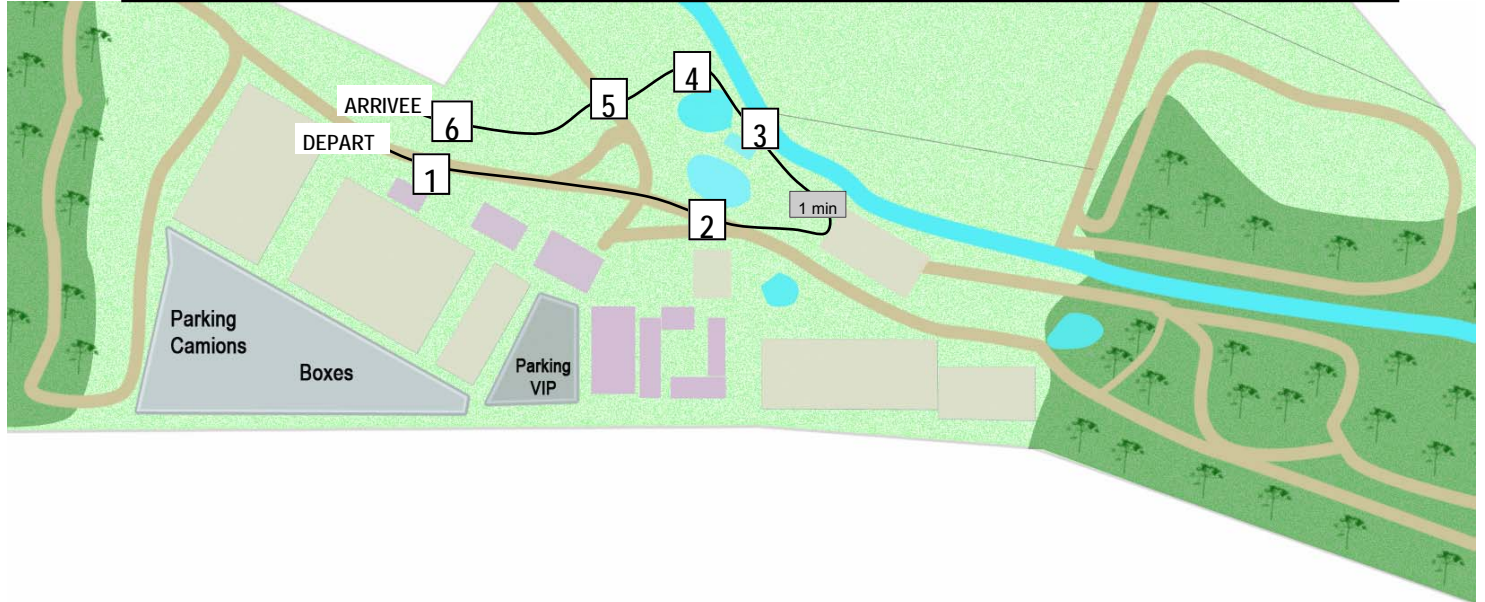 4
ARRIVEE
5
6
3
DEPART
1
1 min
2
Parking
Camions
Boxes
Parking
VIP